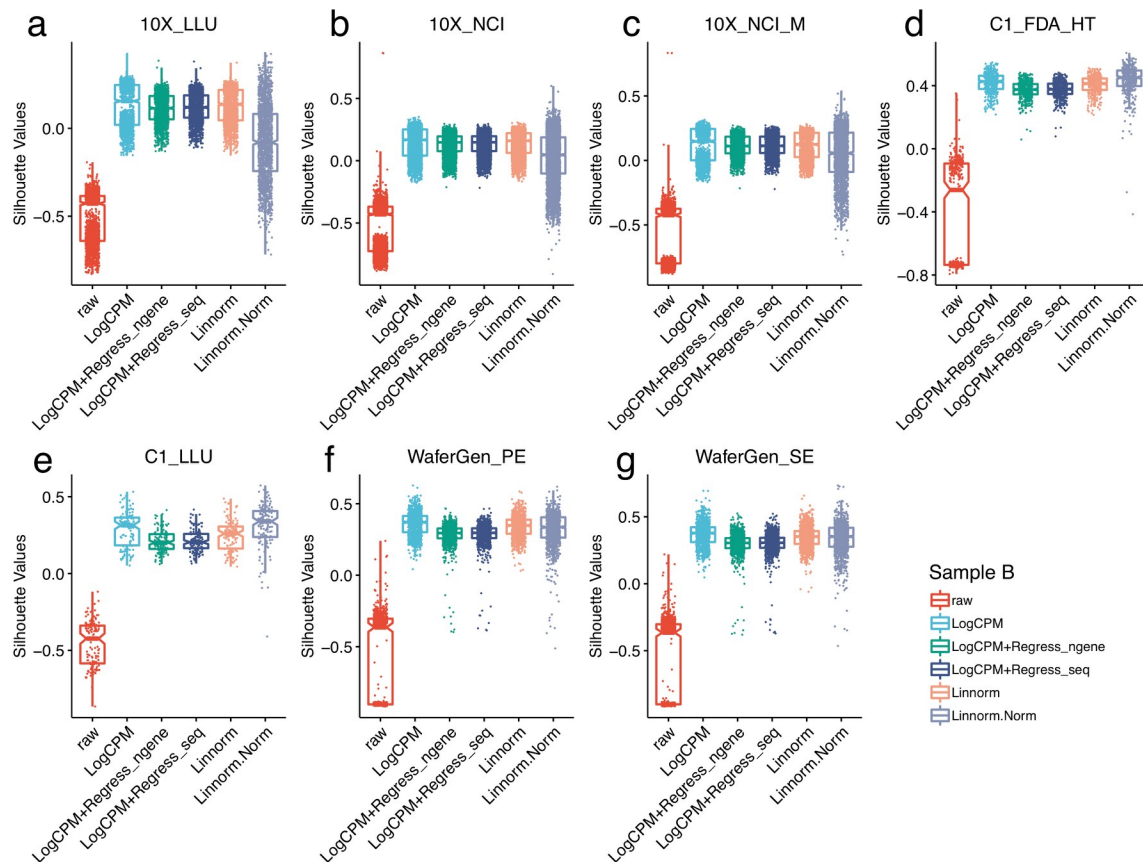 a 10X_LLU
Silhouette Values
0.0
−0.5
raw
LogCPM
LogCPM+Regress_ngene
LogCPM+Regress_seq
Linnorm
Linnorm.Norm
b 10X_NCI
Silhouette Values
0.5
0.0
−0.5
raw
LogCPM
LogCPM+Regress_ngene
LogCPM+Regress_seq
Linnorm
Linnorm.Norm
c 10X_NCI_M
Silhouette Values
0.5
0.0
−0.5
raw
LogCPM
LogCPM+Regress_ngene
LogCPM+Regress_seq
Linnorm
Linnorm.Norm
d C1_FDA_HT
Silhouette Values
0.4
0.0
−0.4
−0.8
raw
LogCPM
LogCPM+Regress_ngene
LogCPM+Regress_seq
Linnorm
Linnorm.Norm
e C1_LLU
Silhouette Values
0.5
0.0
−0.5
raw
LogCPM
LogCPM+Regress_ngene
LogCPM+Regress_seq
Linnorm
Linnorm.Norm
f WaferGen_PE
Silhouette Values
0.5
0.0
−0.5
raw
LogCPM
LogCPM+Regress_ngene
LogCPM+Regress_seq
Linnorm
Linnorm.Norm
g WaferGen_SE
Silhouette Values
0.5
0.0
−0.5
raw
LogCPM
LogCPM+Regress_ngene
LogCPM+Regress_seq
Linnorm
Linnorm.Norm
Sample B
raw
LogCPM
LogCPM+Regress_ngene
LogCPM+Regress_seq
Linnorm
Linnorm.Norm